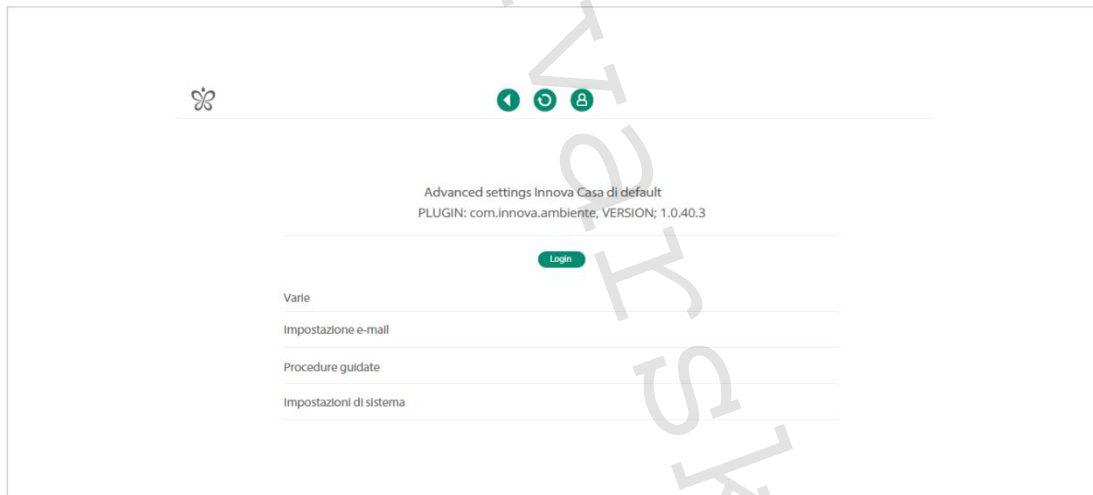 Advanced settings Innova Casa di default
PLUGIN: com.innova.ambiente, VERSION; 1.0.40.3
Login
Varie
Impostazione e-mail
Procedure guidate
Impostazioni di sistema